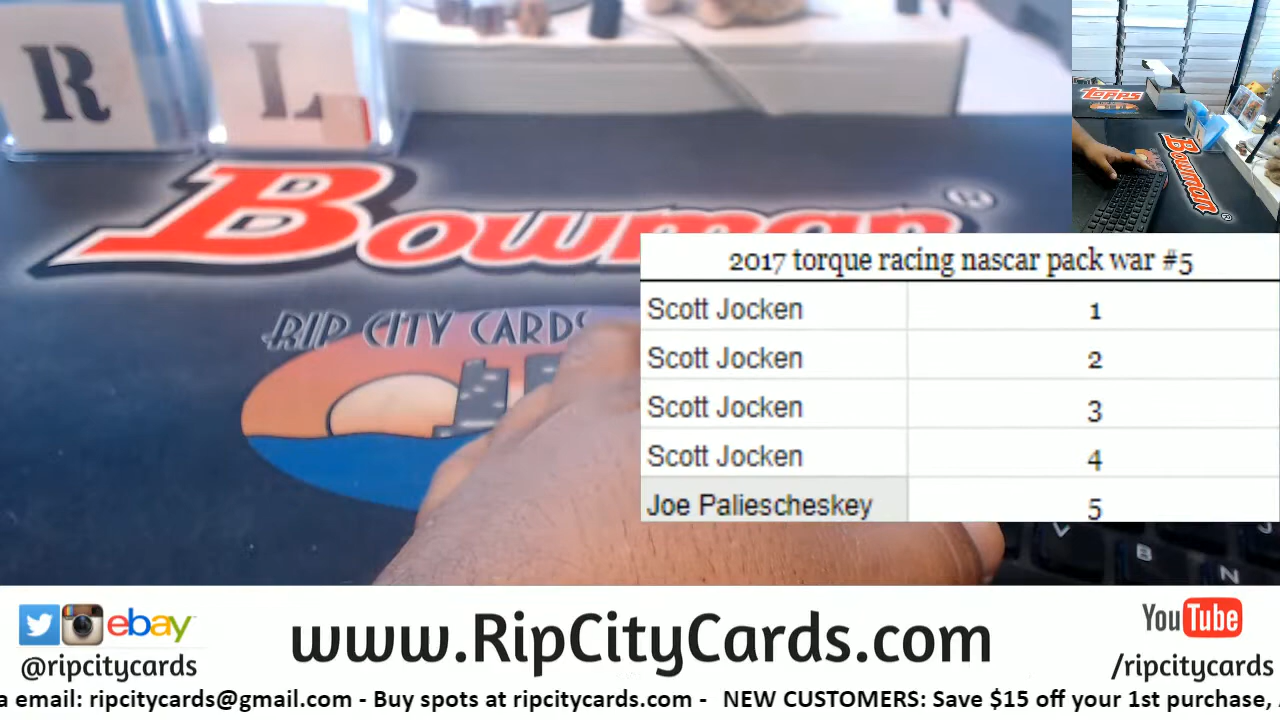 R
L
Bowman®
RIP CITY CARDS
TOPPS
Bowman
2017 torque racing nascar pack war #5
Scott Jocken 1
Scott Jocken 2
Scott Jocken 3
Scott Jocken 4
Joe Paliescheskey 5
V
B
N
ebay
@ripcitycards
www.RipCityCards.com
YouTube
/ripcitycards
a email: ripcitycards@gmail.com - Buy spots at ripcitycards.com - NEW CUSTOMERS: Save $15 off your 1st purchase,